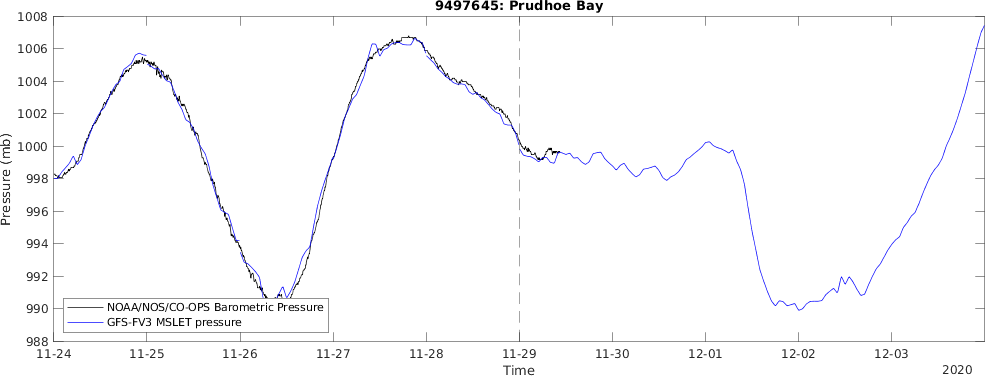 9497645: Prudhoe Bay
Pressure (mb)
1008
1006
1004
1002
1000
998
996
994
992
990
988
NOAA/NOS/CO-OPS Barometric Pressure
GFS-FV3 MSLET pressure
11-24 11-25 11-26 11-27 11-28 11-29 11-30 12-01 12-02 12-03
Time
2020